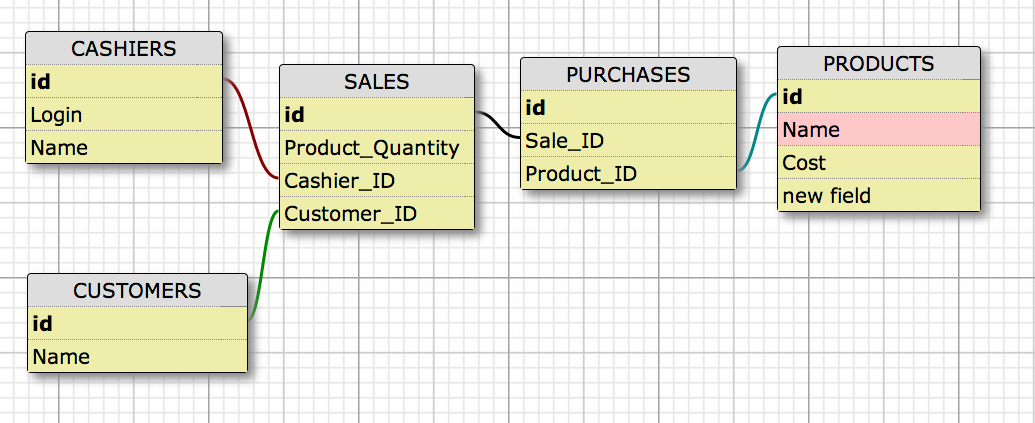 CASHIERS
id
Login
Name
SALES
id
Product_Quantity
Cashier_ID
Customer_ID
PURCHASES
id
Sale_ID
Product_ID
PRODUCTS
id
Name
Cost
new field
CUSTOMERS
id
Name